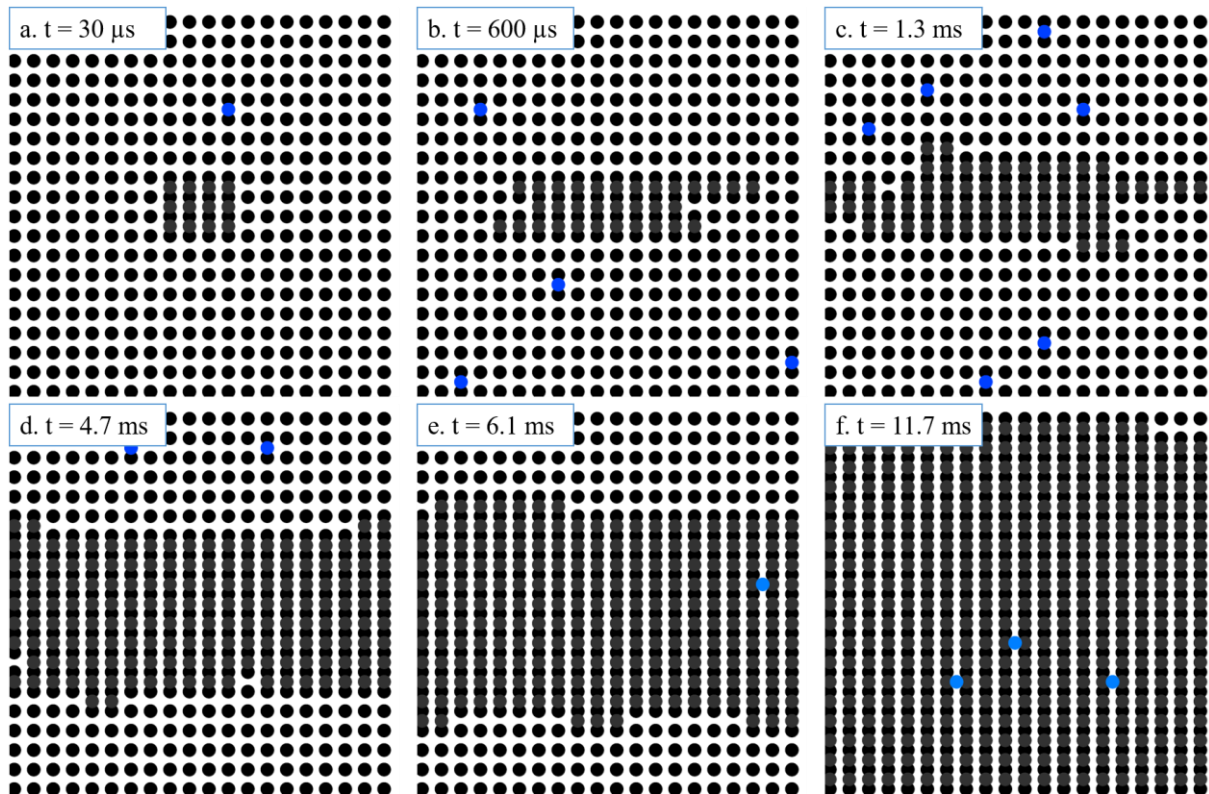 a. t = 30 µs
b. t = 600 µs
c. t = 1.3 ms
d. t = 4.7 ms
e. t = 6.1 ms
f. t = 11.7 ms